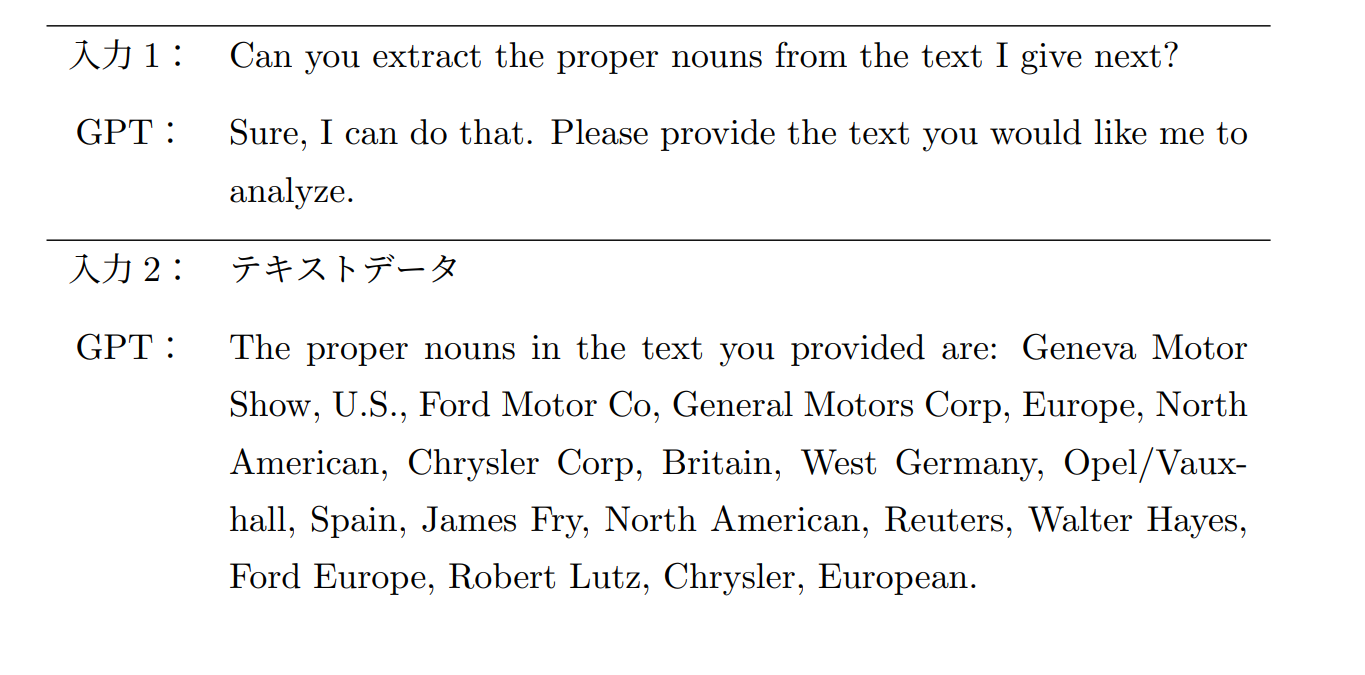 入力 1： Can you extract the proper nouns from the text I give next?
GPT： Sure, I can do that. Please provide the text you would like me to
analyze.
入力 2： テキストデータ
GPT： The proper nouns in the text you provided are: Geneva Motor
Show, U.S., Ford Motor Co, General Motors Corp, Europe, North
American, Chrysler Corp, Britain, West Germany, Opel/Vaux-
hall, Spain, James Fry, North American, Reuters, Walter Hayes,
Ford Europe, Robert Lutz, Chrysler, European.